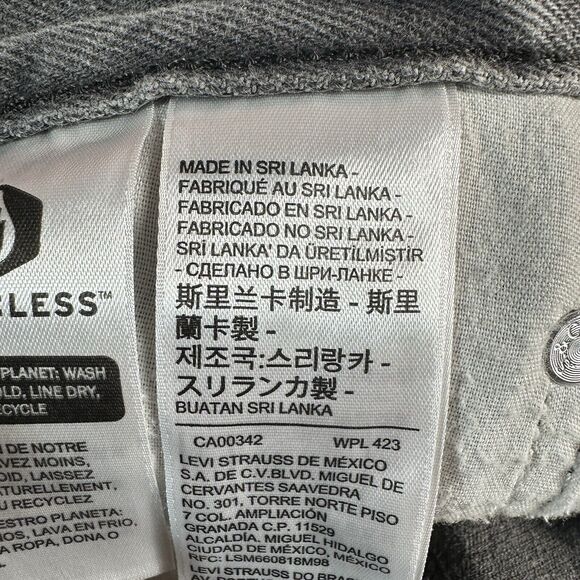 MADE IN SRI LANKA -
FABRIQUÉ AU SRI LANKA -
FABRICADO EN SRI LANKA -
FABRICADO NO SRI LANKA -
SRİ LANKA' DA ÜRETİLMİŞTİR
- СДЕЛАНО В ШРИ-ЛАНКЕ -
斯里兰卡制造 - 斯里
蘭卡製 -
제조국:스리랑카 -
スリランカ製 -
BUATAN SRI LANKA
CA00342 WPL 423
LEVI STRAUSS DE MÉXICO
S.A. DE C.V.BLVD. MIGUEL DE
CERVANTES SAAVEDRA
NO. 301, TORRE NORTE PISO
7 COL. AMPLIACIÓN
GRANADA C.P. 11529
ALCALDÍA. MIGUEL HIDALGO
CIUDAD DE MÉXICO
RFC: LSM660818M98
LEVI STRAUSS DO
LESS™
PLANET: WASH
OLD, LINE DRY,
ECYCLE
N DE NOTRE
VEZ MOINS,
OID, LAISSEZ
ATURELLEMENT,
U RECYCLEZ
ESTRO PLANETA:
NOS, LAVA EN FRIO,
A ROPA, DONA O